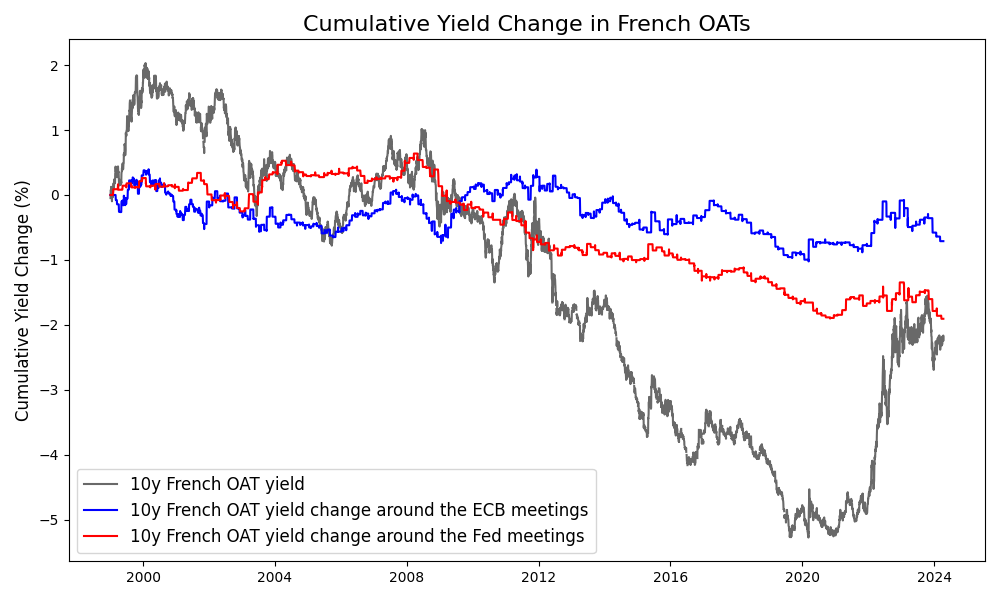 Cumulative Yield Change in French OATs
Cumulative Yield Change (%)
2
1
0
−1
−2
−3
−4
−5
10y French OAT yield
10y French OAT yield change around the ECB meetings
10y French OAT yield change around the Fed meetings
2000 2004 2008 2012 2016 2020 2024